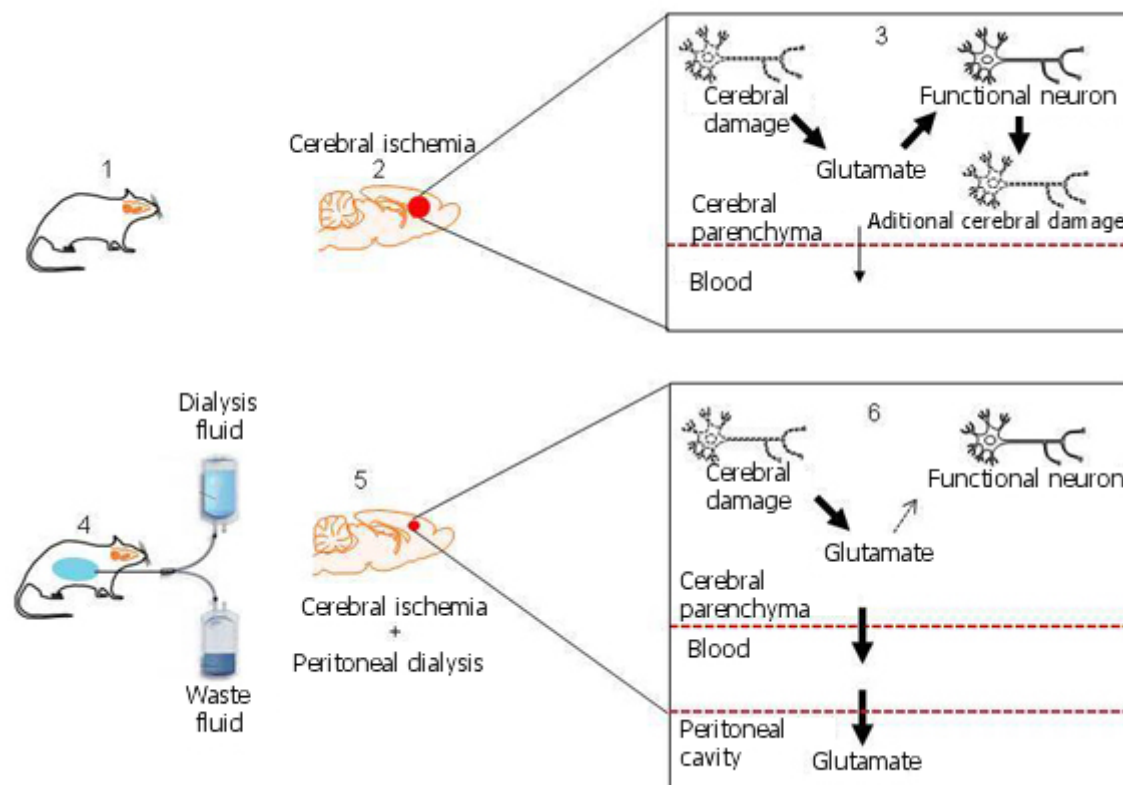 3
Cerebral
damage
Functional neuron
Glutamate
Aditional cerebral damage
Cerebral
parenchyma
Blood
1
Cerebral ischemia
2
Dialysis
fluid
4
Waste
fluid
5
Cerebral ischemia
+
Peritoneal dialysis
6
Cerebral
damage
Functional neuron
Glutamate
Cerebral
parenchyma
Blood
Peritoneal
cavity
Glutamate